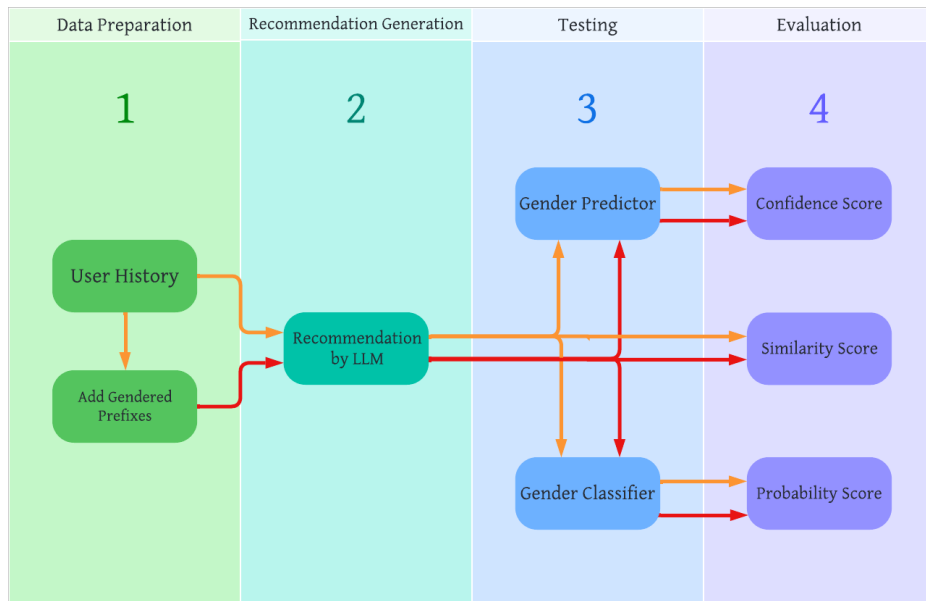 Data Preparation
Recommendation Generation
Testing
Evaluation
1
2
3
4
User History
Add Gendered
Prefixes
Recommendation
by LLM
Gender Predictor
Gender Classifier
Confidence Score
Similarity Score
Probability Score